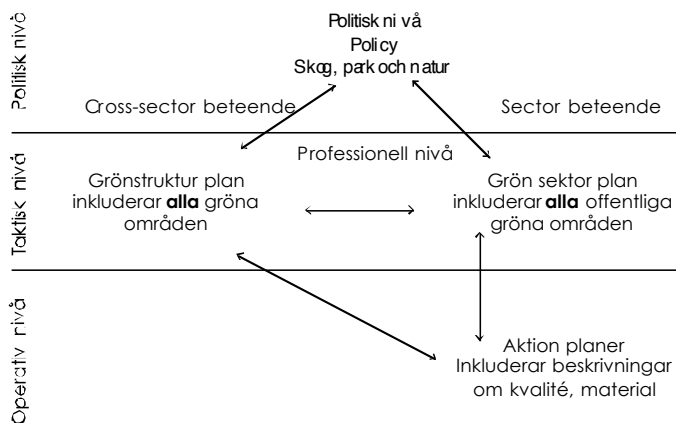 Politisk nivå
Politisk nivå
Policy
Skog, park och natur
Cross-sector beteende
Sector beteende
Taktisk nivå
Professionell nivå
Grönstruktur plan
inkluderar alla gröna
områden
Grön sektor plan
inkluderar alla offentliga
gröna områden
Operativ nivå
Aktion planer
Inkluderar beskrivningar
om kvalité, material